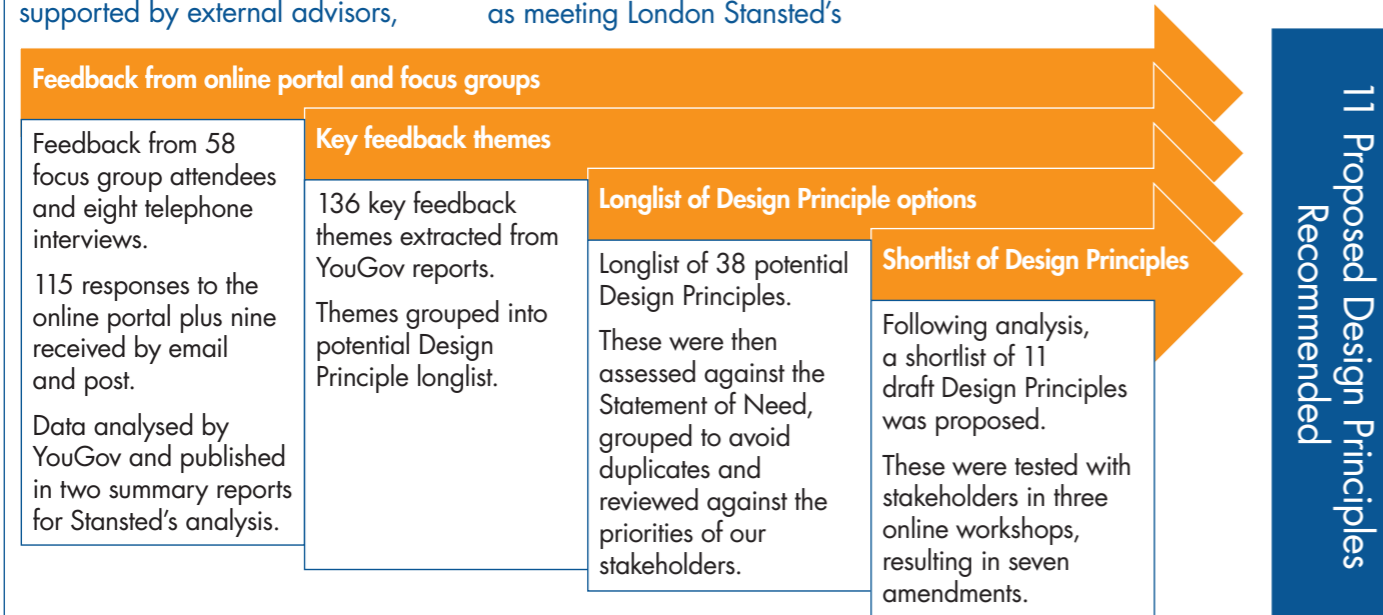 supported by external advisors,
as meeting London Stansted's
Feedback from online portal and focus groups
Feedback from 58
focus group attendees
and eight telephone
interviews.
115 responses to the
online portal plus nine
received by email
and post.
Data analysed by
YouGov and published
in two summary reports
for Stansted's analysis.
Key feedback themes
136 key feedback
themes extracted from
YouGov reports.
Themes grouped into
potential Design
Principle longlist.
Longlist of Design Principle options
Longlist of 38 potential
Design Principles.
These were then
assessed against the
Statement of Need,
grouped to avoid
duplicates and
reviewed against the
priorities of our
stakeholders.
Shortlist of Design Principles
Following analysis,
a shortlist of 11
draft Design Principles
was proposed.
These were tested with
stakeholders in three
online workshops,
resulting in seven
amendments.
11 Proposed Design Principles
Recommended